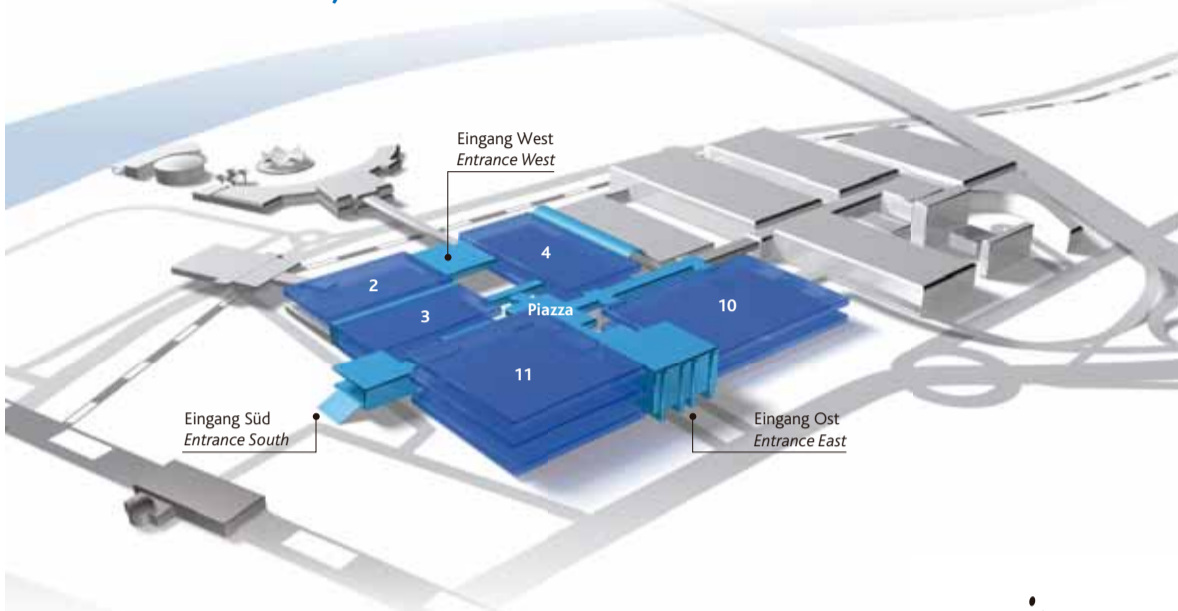 Eingang West
Entrance West
4
2
10
3
Piazza
11
Eingang Süd
Entrance South
Eingang Ost
Entrance East